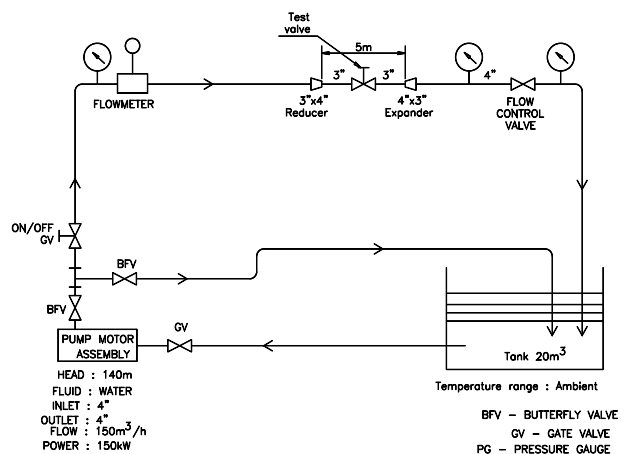 Test
valve
5m
3" 3"
4"
FLOWMETER
3"x4"
Reducer
4"x3"
Expander
FLOW
CONTROL
VALVE
ON/OFF
GV
BFV
BFV
GV
PUMP MOTOR
ASSEMBLY
Tank 20m3
HEAD : 140m
FLUID : WATER
INLET : 4"
OUTLET : 4"
FLOW : 150m3/h
POWER : 150kW
Temperature range : Ambient
BFV – BUTTERFLY VALVE
GV – GATE VALVE
PG – PRESSURE GAUGE